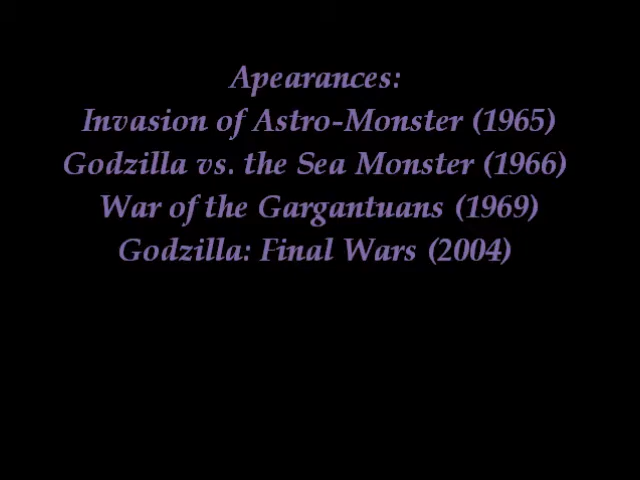 Apearances:
Invasion of Astro-Monster (1965)
Godzilla vs. the Sea Monster (1966)
War of the Gargantuans (1969)
Godzilla: Final Wars (2004)